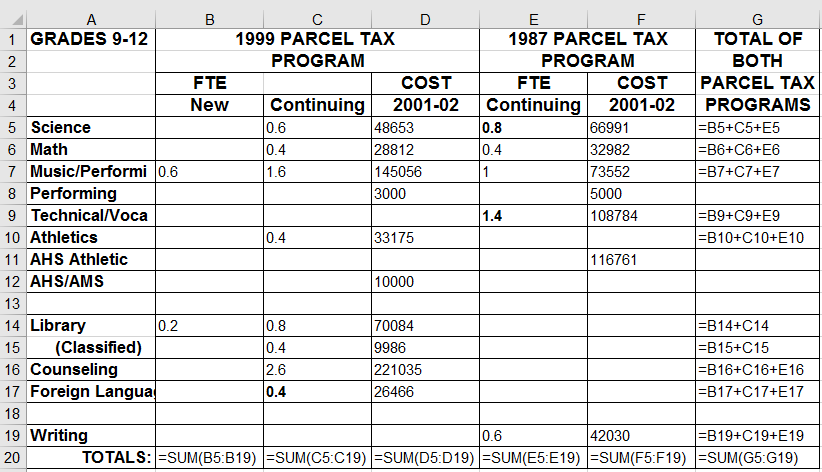 A B C D E F G
1 GRADES 9-12 1999 PARCEL TAX 1987 PARCEL TAX TOTAL OF
2 PROGRAM PROGRAM BOTH
3 FTE COST FTE COST PARCEL TAX
4 New Continuing 2001-02 Continuing 2001-02 PROGRAMS
5 Science 0.6 48653 0.8 66991 =B5+C5+E5
6 Math 0.4 28812 0.4 32982 =B6+C6+E6
7 Music/Performi 0.6 1.6 145056 1 73552 =B7+C7+E7
8 Performing 3000 5000
9 Technical/Voca 1.4 108784 =B9+C9+E9
10 Athletics 0.4 33175 =B10+C10+E10
11 AHS Athletic 116761
12 AHS/AMS 10000
13
14 Library 0.2 0.8 70084 =B14+C14
15 (Classified) 0.4 9986 =B15+C15
16 Counseling 2.6 221035 =B16+C16+E16
17 Foreign Langua 0.4 26466 =B17+C17+E17
18
19 Writing 0.6 42030 =B19+C19+E19
20 TOTALS: =SUM(B5:B19) =SUM(C5:C19) =SUM(D5:D19) =SUM(E5:E19) =SUM(F5:F19) =SUM(G5:G19)